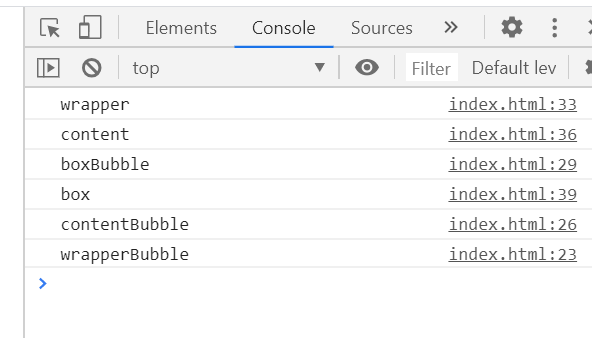 Elements Console Sources »
top ▼ Filter Default lev
wrapper index.html:33
content index.html:36
boxBubble index.html:29
box index.html:39
contentBubble index.html:26
wrapperBubble index.html:23
>